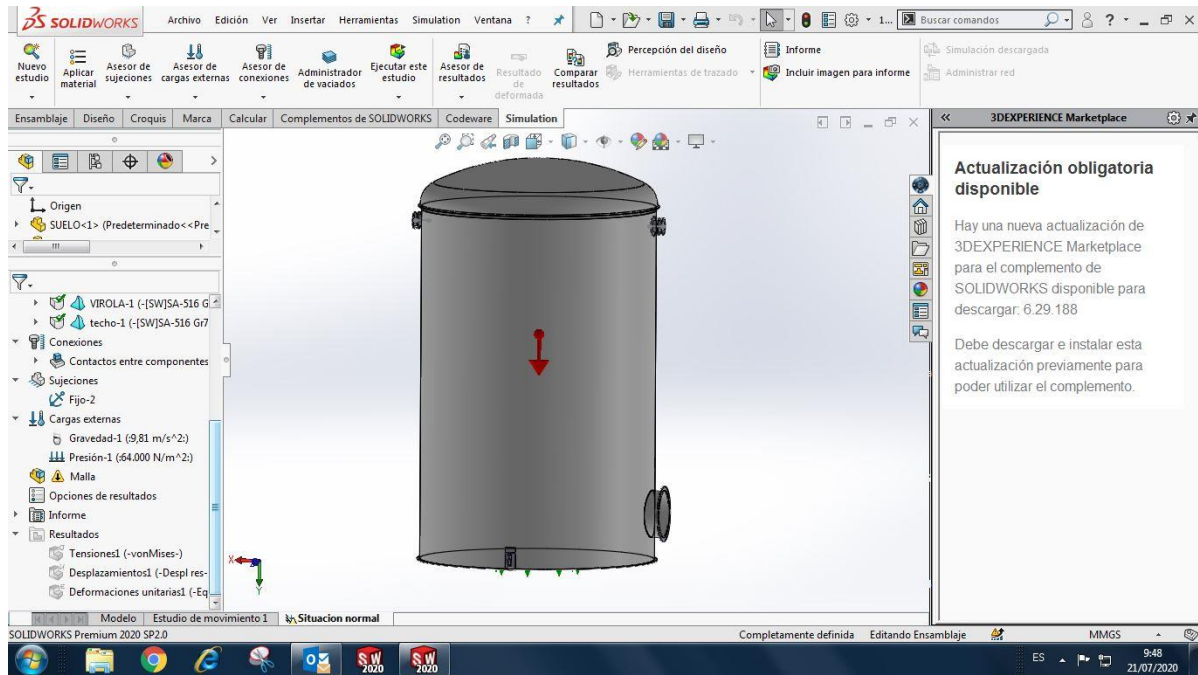 SOLIDWORKS
Archivo Edición Ver Insertar Herramientas Simulation Ventana ?
1...
Buscar comandos
?
Nuevo estudio
Aplicar material
Asesor de sujeciones
Asesor de cargas externas
Asesor de conexiones
Administrador de vaciados
Ejecutar este estudio
Asesor de resultados
Resultado de deformada
Comparar resultados
Percepción del diseño
Herramientas de trazado
Informe
Incluir imagen para informe
Simulación descargada
Administrar red
Ensamblaje Diseño Croquis Marca Calcular Complementos de SOLIDWORKS Codeware Simulation
Origen
SUELO<1> (Predeterminado<<Pre
VIROLA-1 (-[SW]SA-516 G
techo-1 (-[SW]SA-516 Gr7
Conexiones
Contactos entre componentes
Sujeciones
Fijo-2
Cargas externas
Gravedad-1 (:9,81 m/s^2:)
Presión-1 (:64.000 N/m^2:)
Malla
Opciones de resultados
Informe
Resultados
Tensiones1 (-vonMises-)
Desplazamientos1 (-Despl res-
Deformaciones unitarias1 (-Eq
X
Y
3DEXPERIENCE Marketplace
Actualización obligatoria
disponible
Hay una nueva actualización de
3DEXPERIENCE Marketplace
para el complemento de
SOLIDWORKS disponible para
descargar: 6.29.188
Debe descargar e instalar esta
actualización previamente para
poder utilizar el complemento.
Modelo Estudio de movimiento 1 Situacion normal
SOLIDWORKS Premium 2020 SP2.0
Completamente definida Editando Ensamblaje MMGS
SW 2020
SW 2020
ES
9:48
21/07/2020